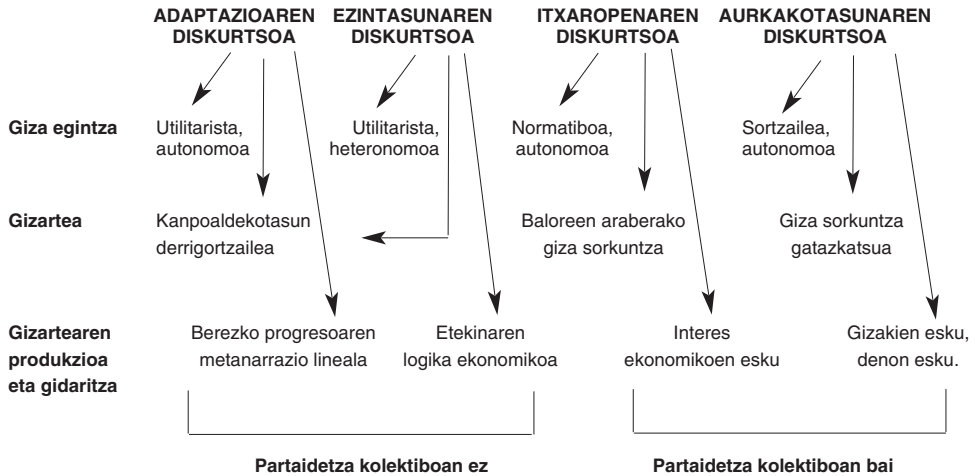 ADAPTAZIOAREN EZINTASUNAREN ITXAROPENAREN AURKAKOTASUNAREN
DISKURTSOA DISKURTSOA DISKURTSOA DISKURTSOA
Giza egintza Utilitarista, Utilitarista, Normatiboa, Sortzailea,
autonomoa heteronomoa autonomoa autonomoa
Gizartea Kanpoaldekotasun Baloreen araberako Giza sorkuntza
derrigortzailea giza sorkuntza gatazkatsua
Gizartearen Berezko progresoaren Etekinaren Interes Gizakien esku,
produkzioa metanarrazio lineala logika ekonomikoa ekonomikoen esku denon esku.
eta gidaritza
Partaidetza kolektiboan ez Partaidetza kolektiboan bai